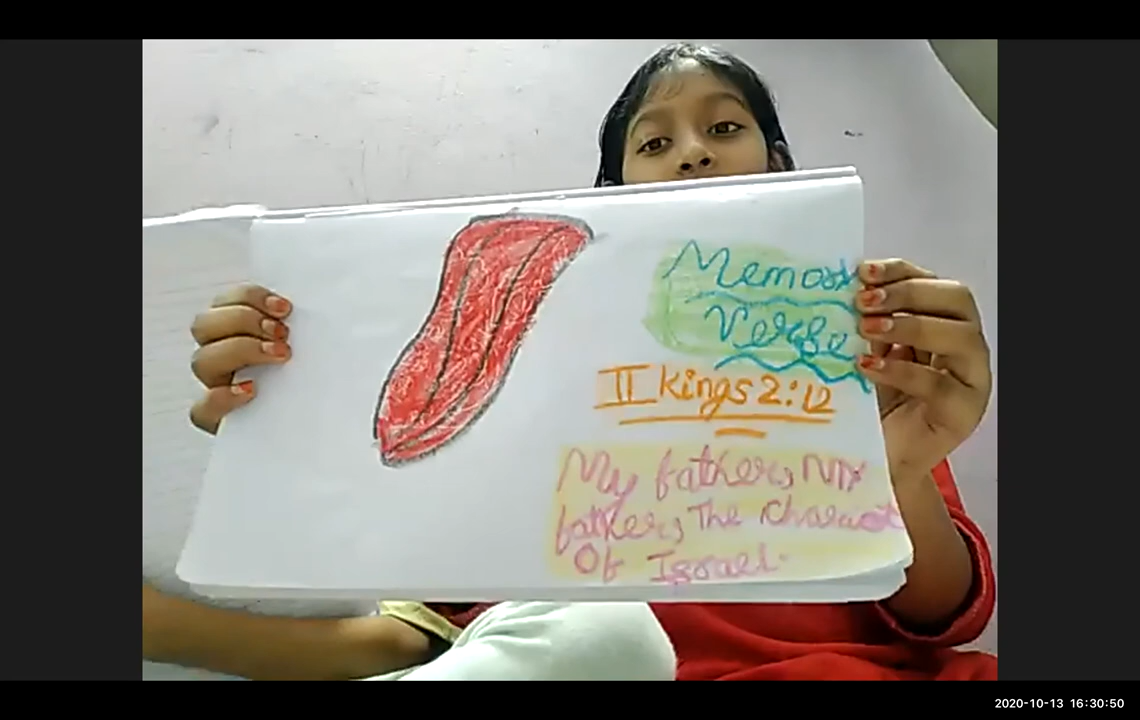 Memory
Verse
II Kings 2:12
My father, My
father, The chariot
Of Israel.
2020-10-13 16:30:50